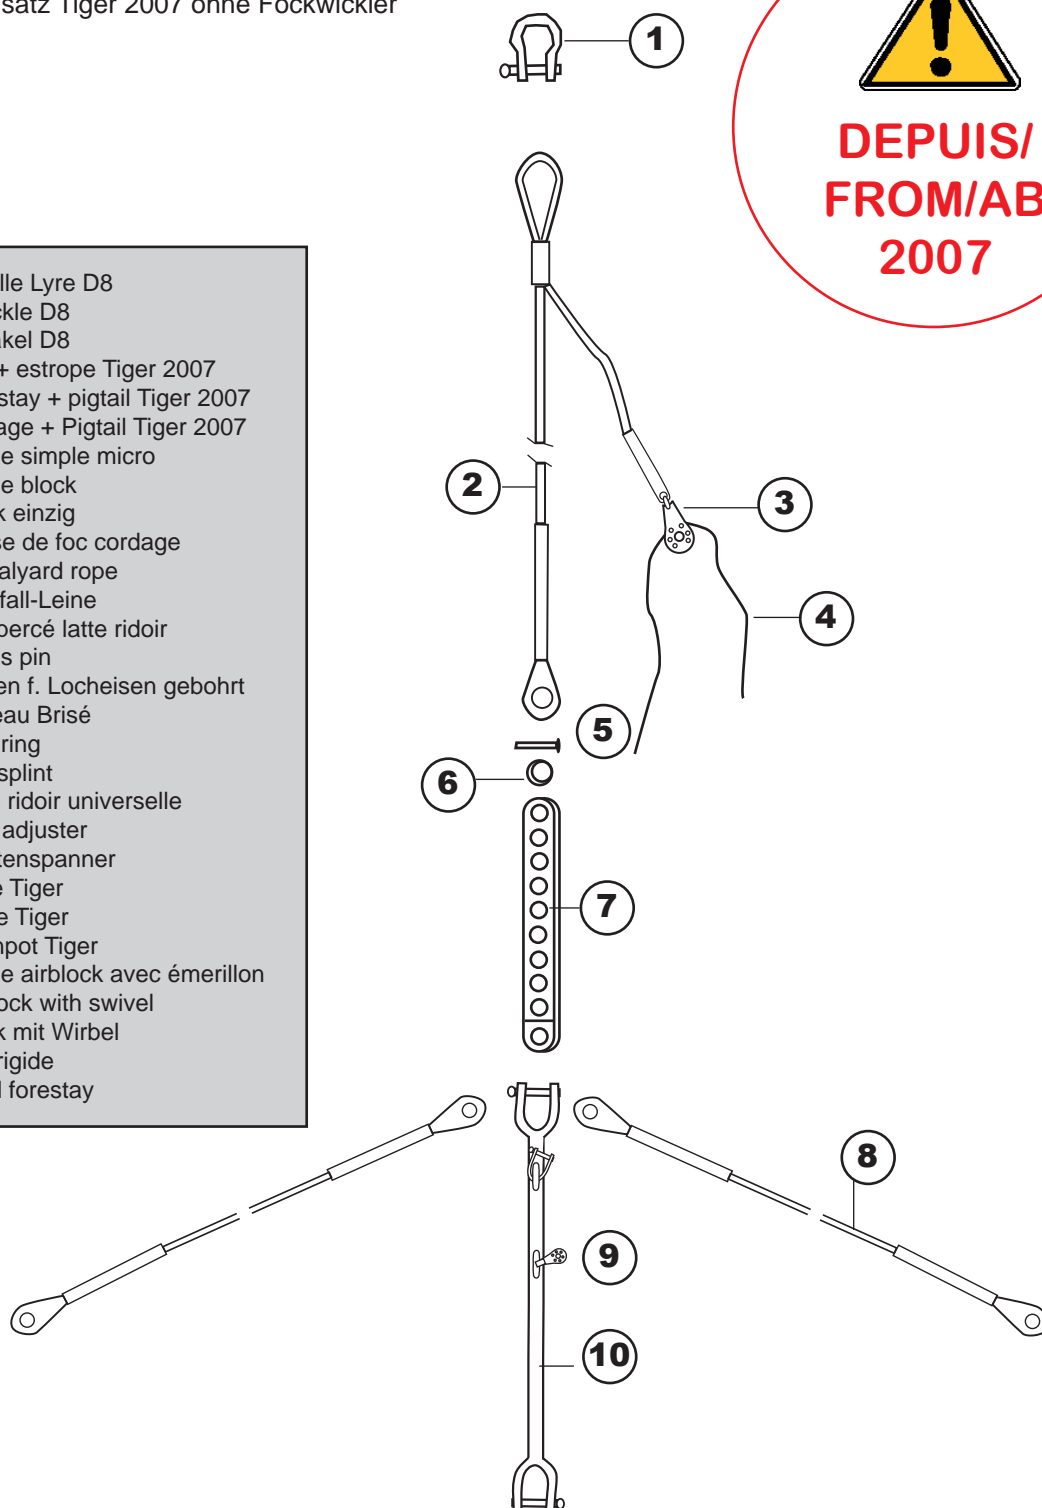 satz Tiger 2007 ohne Fockwickler
1
DEPUIS/
FROM/AB
2007
lle Lyre D8
ckle D8
akel D8
+ estrope Tiger 2007
stay + pigtail Tiger 2007
age + Pigtail Tiger 2007
e simple micro
e block
k einzig
se de foc cordage
alyard rope
fall-Leine
percé latte ridoir
s pin
en f. Locheisen gebohrt
eau Brisé
ring
splint
ridoir universelle
adjuster
tenspanner
e Tiger
e Tiger
npot Tiger
e airblock avec émerillon
ock with swivel
k mit Wirbel
rigide
l forestay
2
3
4
5
6
7
8
9
10